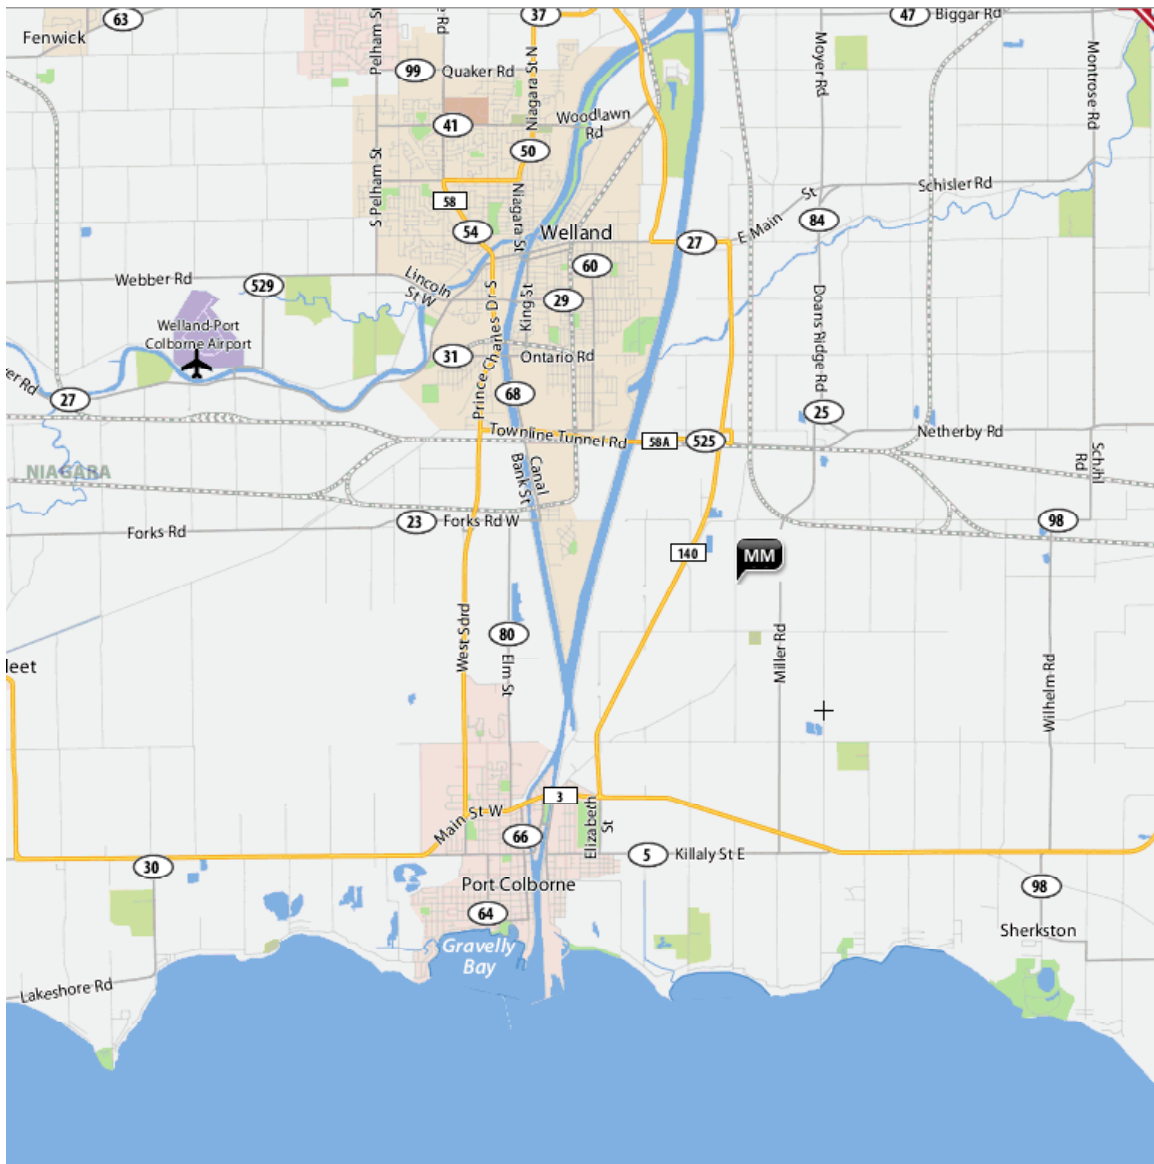 63
37
47
Biggar Rd
Fenwick
Pelham St
Rd
Moyer Rd
Montrose Rd
99
Quaker Rd
Niagara St N
Woodlawn
Rd
41
50
S Pelham St
58
Niagara St
Schisler Rd
St
84
54
Welland
27
E Main
60
Webber Rd
529
Lincoln
St W
29
King St
Doans Ridge Rd
Welland-Port
Colborne Airport
Prince Charles Dr S
31
Ontario Rd
er Rd
27
68
25
Townline Tunnel Rd
58A
525
Netherby Rd
NIAGARA
Canal
Bank St
Schihl
Rd
Forks Rd
23
Forks Rd W
98
140
MM
West Sdrd
80
Elm St
Miller Rd
Wilhelm Rd
leet
3
Main St W
66
Elizabeth
St
5
Killaly St E
30
Port Colborne
98
64
Sherkston
Gravelly
Bay
Lakeshore Rd